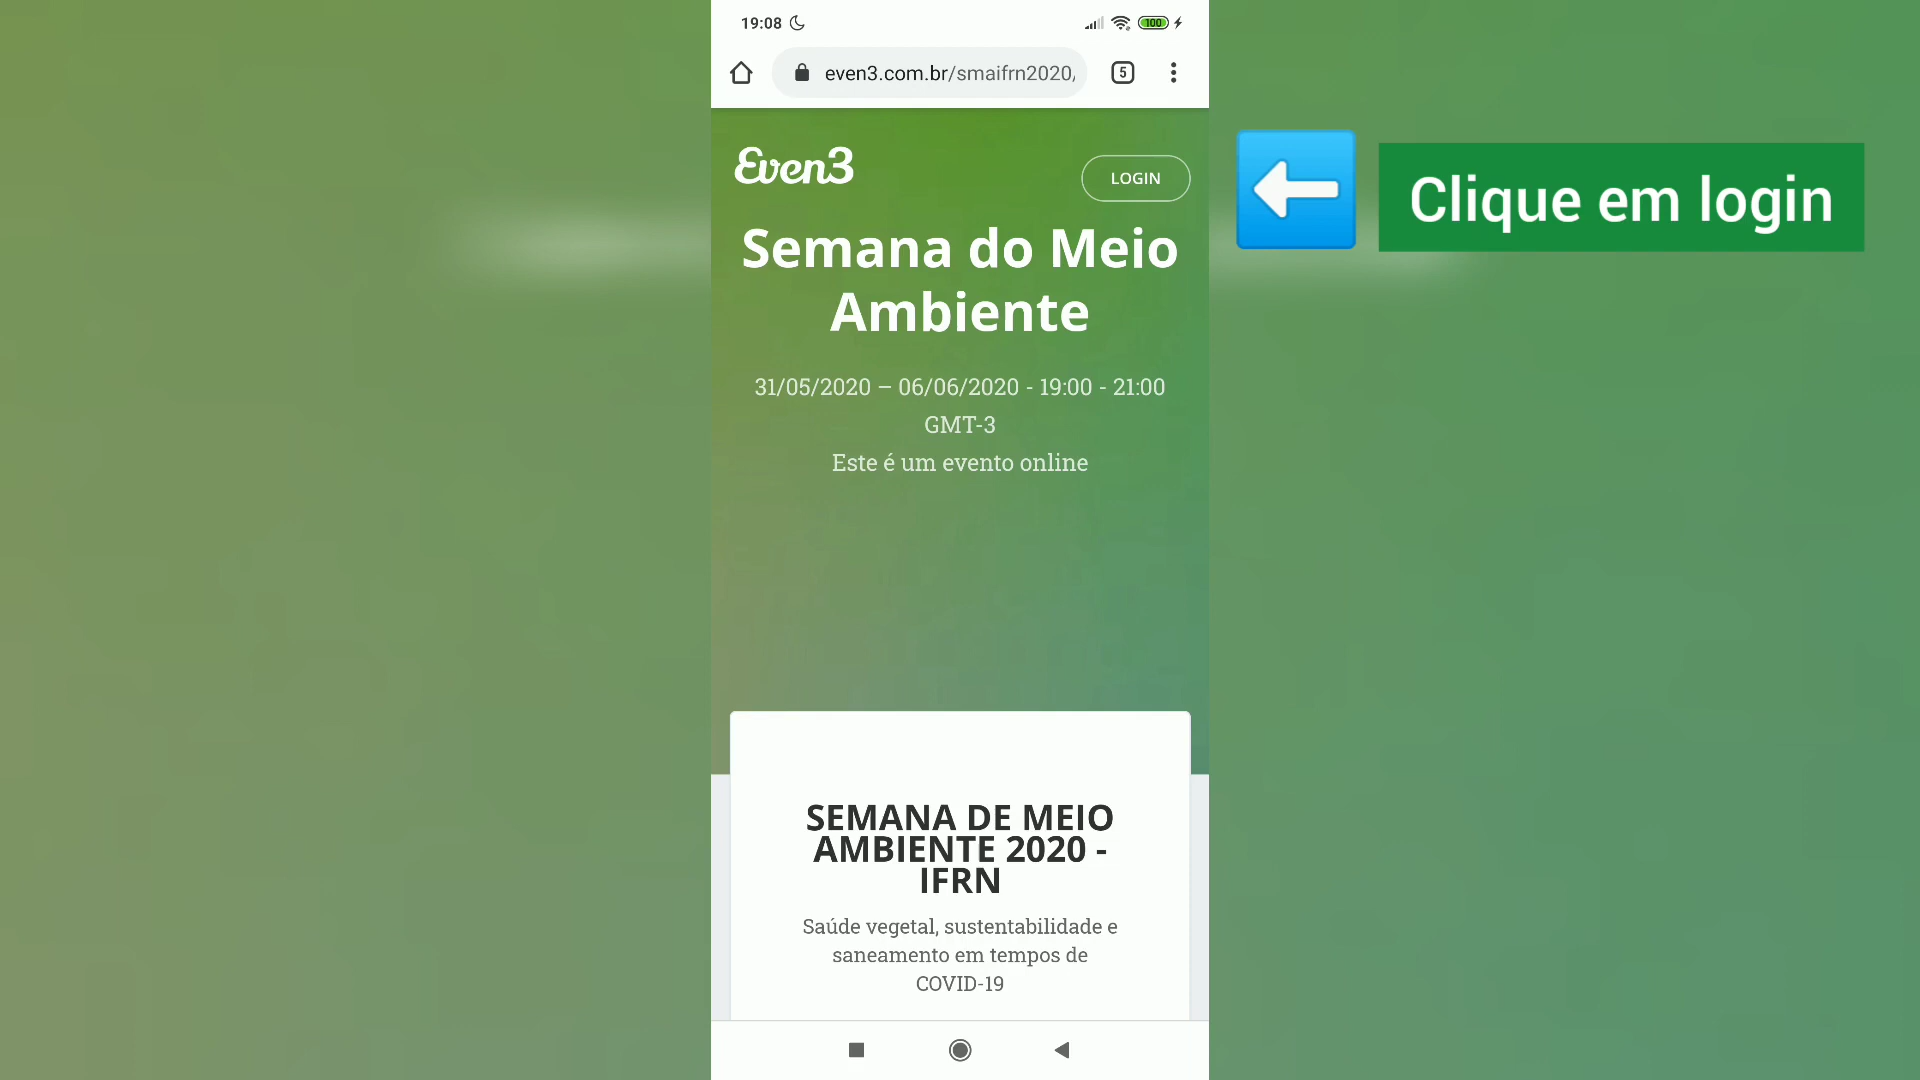 19:08
100
even3.com.br/smaifrn2020/
5
Even3
LOGIN
Clique em login
Semana do Meio
Ambiente
31/05/2020 – 06/06/2020 - 19:00 - 21:00
GMT-3
Este é um evento online
SEMANA DE MEIO
AMBIENTE 2020 -
IFRN
Saúde vegetal, sustentabilidade e
saneamento em tempos de
COVID-19